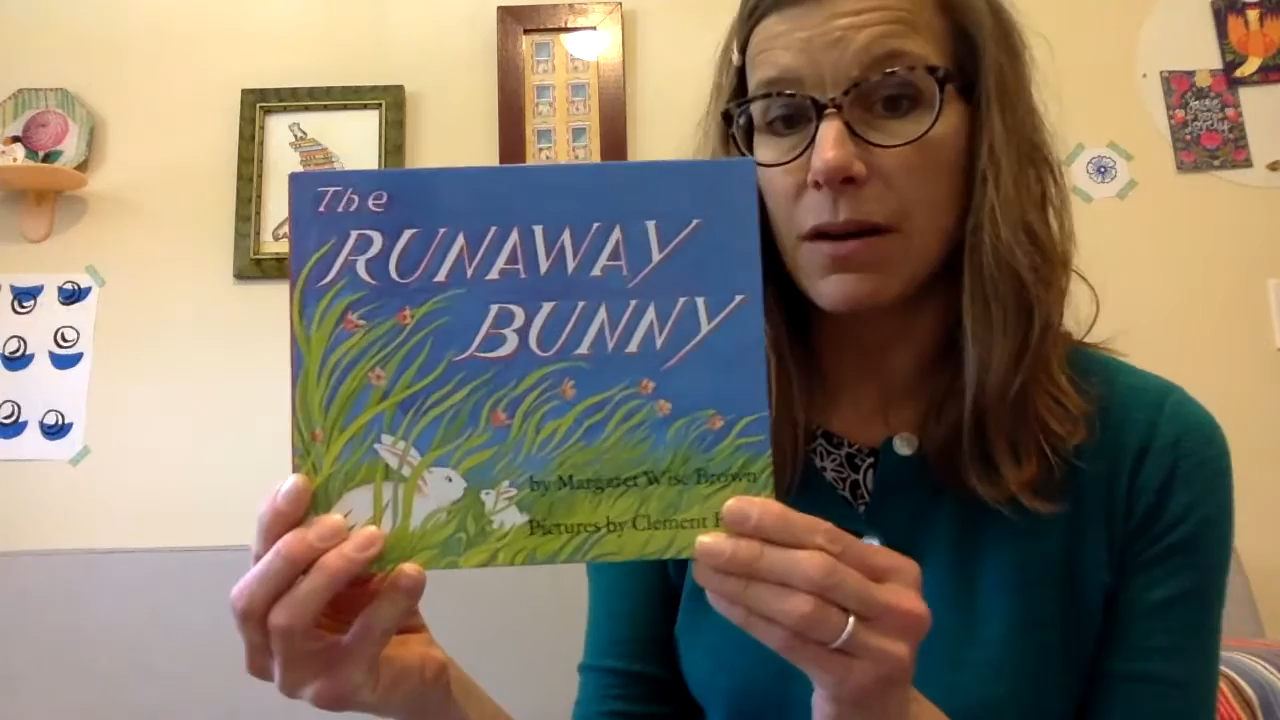 The
RUNAWAY
BUNNY
by Margaret Wise Brown
Pictures by Clement